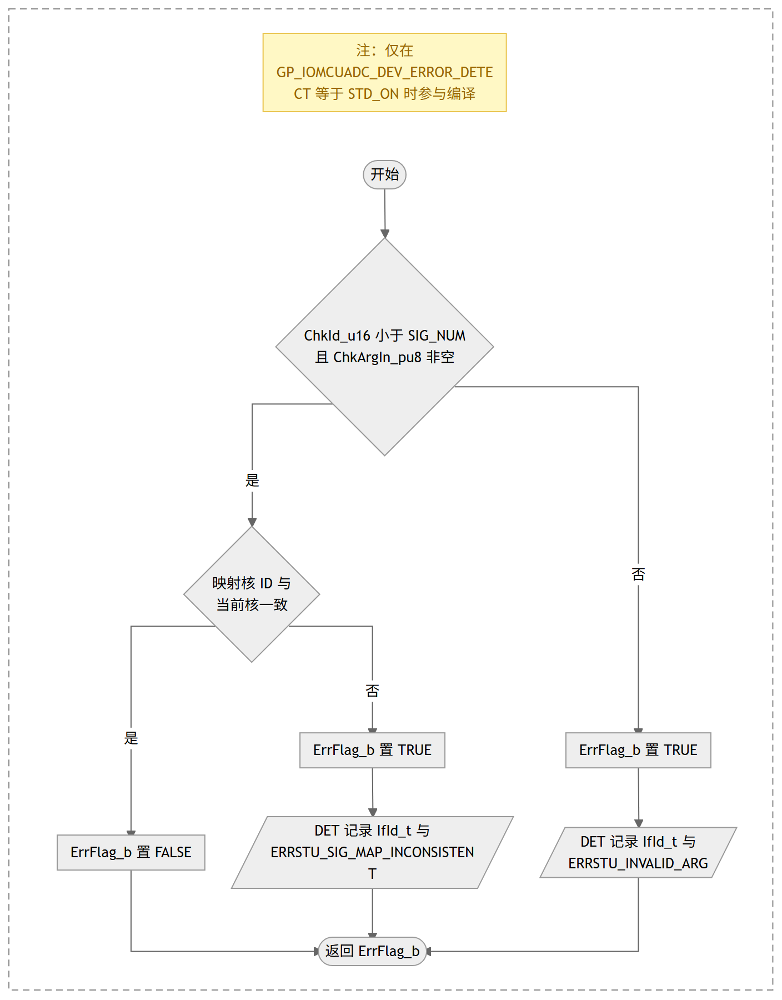 注：仅在
GP_IOMCUADC_DEV_ERROR_DETE
CT 等于 STD_ON 时参与编译
开始
ChkId_u16 小于 SIG_NUM
且 ChkArgIn_pu8 非空
是
否
映射核 ID 与
当前核一致
是
否
ErrFlag_b 置 TRUE
ErrFlag_b 置 TRUE
ErrFlag_b 置 FALSE
DET 记录 IfId_t 与
ERRSTU_SIG_MAP_INCONSISTEN
T
DET 记录 IfId_t 与
ERRSTU_INVALID_ARG
返回 ErrFlag_b